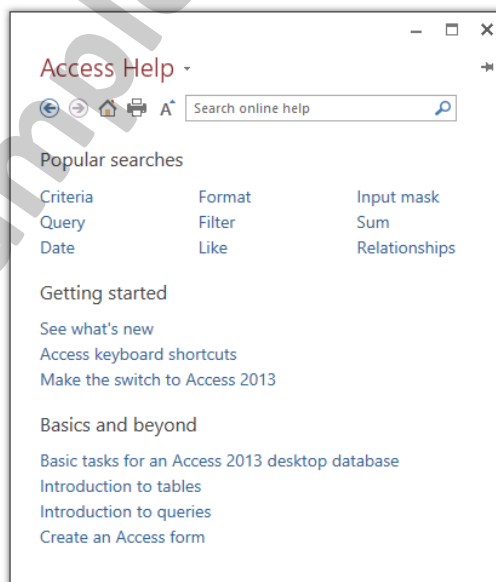 Access Help
Search online help
Popular searches
Criteria Format Input mask
Query Filter Sum
Date Like Relationships
Getting started
See what's new
Access keyboard shortcuts
Make the switch to Access 2013
Basics and beyond
Basic tasks for an Access 2013 desktop database
Introduction to tables
Introduction to queries
Create an Access form